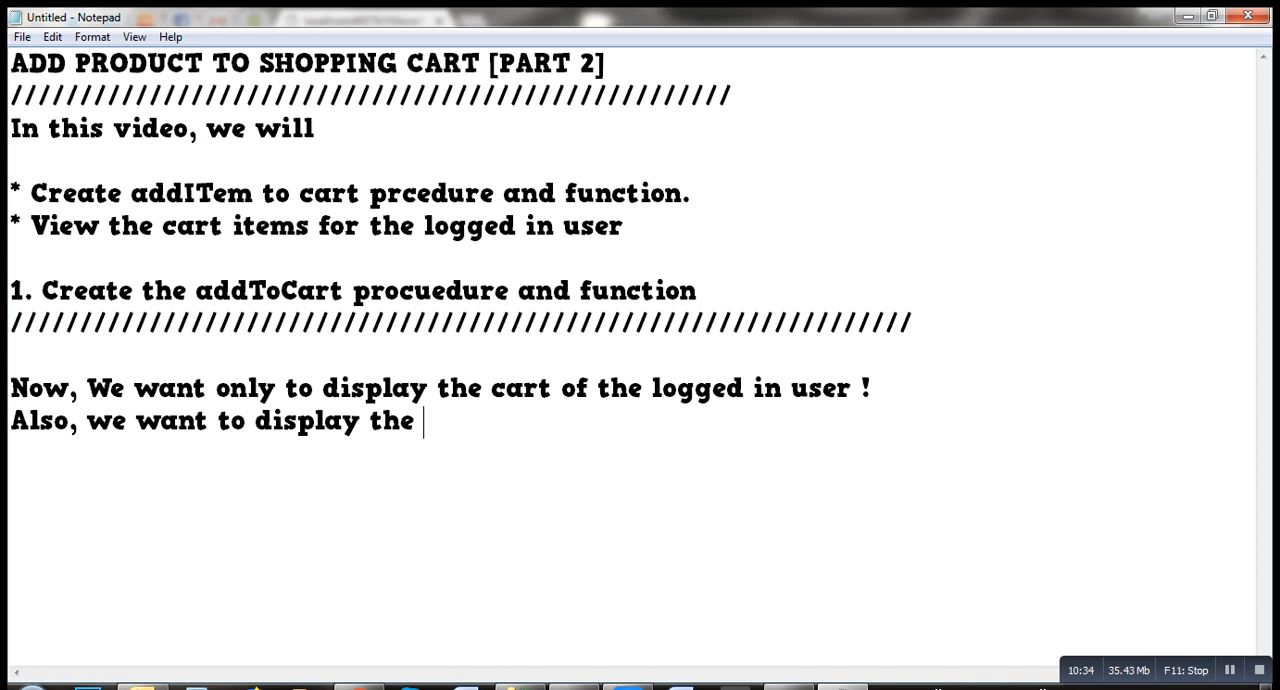 Untitled - Notepad
File Edit Format View Help
ADD PRODUCT TO SHOPPING CART [PART 2]
////////////////////////////////////////////////////
In this video, we will
* Create addITem to cart prcedure and function.
* View the cart items for the logged in user
1. Create the addToCart procuedure and function
/////////////////////////////////////////////////////////////////
Now, We want only to display the cart of the logged in user !
Also, we want to display the
10:34 35.43 Mb F11: Stop